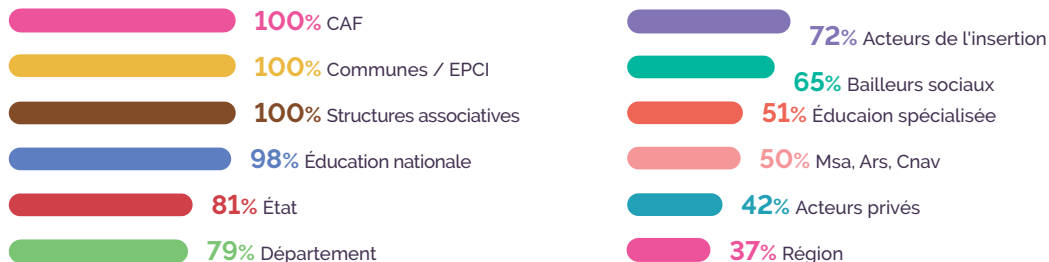 100% CAF
100% Communes / EPCI
100% Structures associatives
98% Éducation nationale
81% État
79% Département
72% Acteurs de l'insertion
65% Bailleurs sociaux
51% Éducaion spécialisée
50% Msa, Ars, Cnav
42% Acteurs privés
37% Région